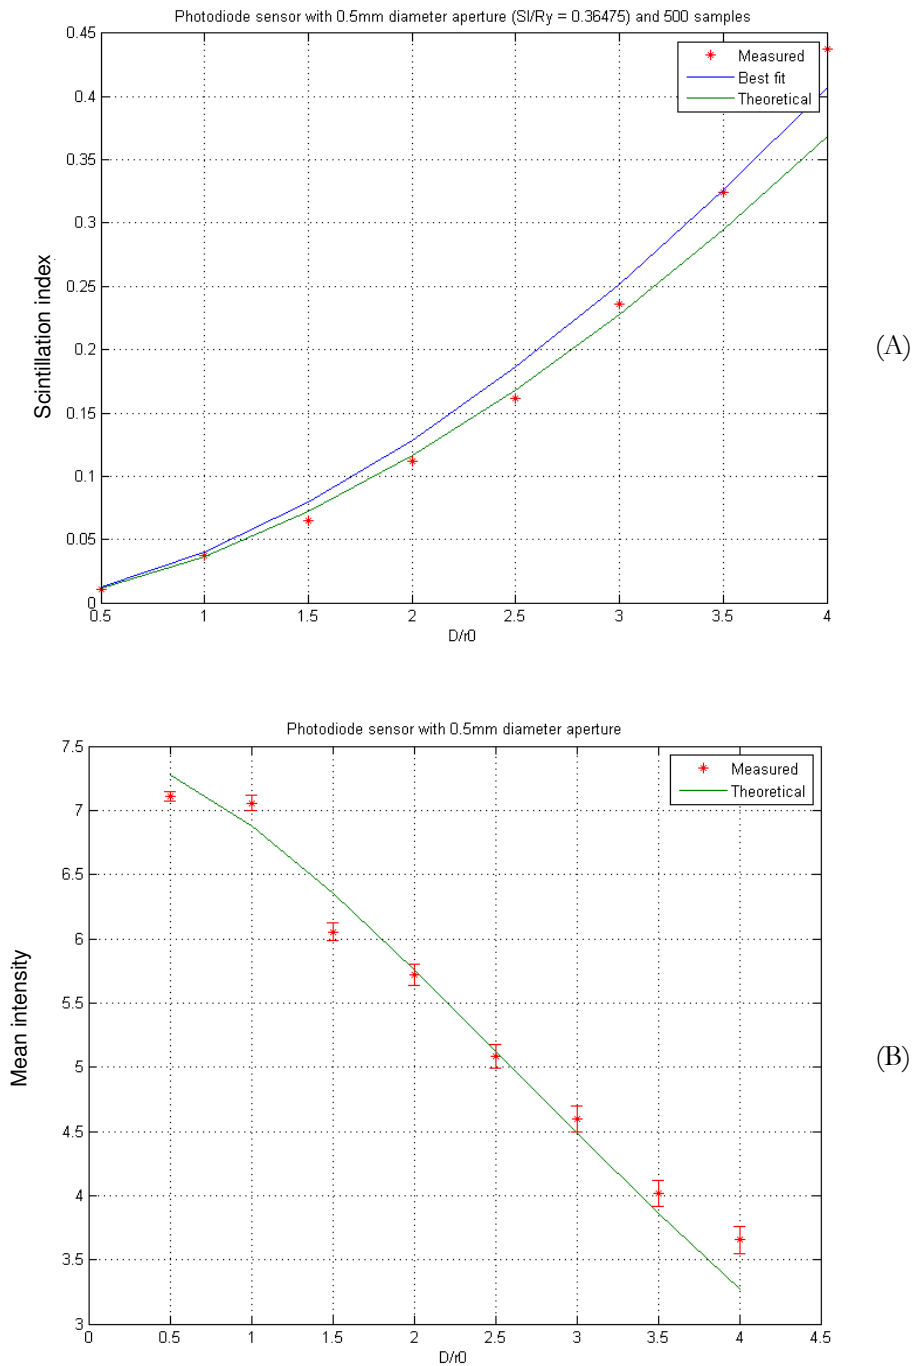 Photodiode sensor with 0.5mm diameter aperture (SI/Ry = 0.36475) and 500 samples
0.45
Measured
Best fit
Theoretical
0.4
0.35
0.3
0.25
0.2
0.15
0.1
0.05
0
Scintillation index
(A)
0.5 1 1.5 2 2.5 3 3.5 4
D/r0
Photodiode sensor with 0.5mm diameter aperture
7.5
Measured
Theoretical
7
6.5
6
5.5
5
4.5
4
3.5
3
Mean intensity
(B)
0 0.5 1 1.5 2 2.5 3 3.5 4 4.5
D/r0